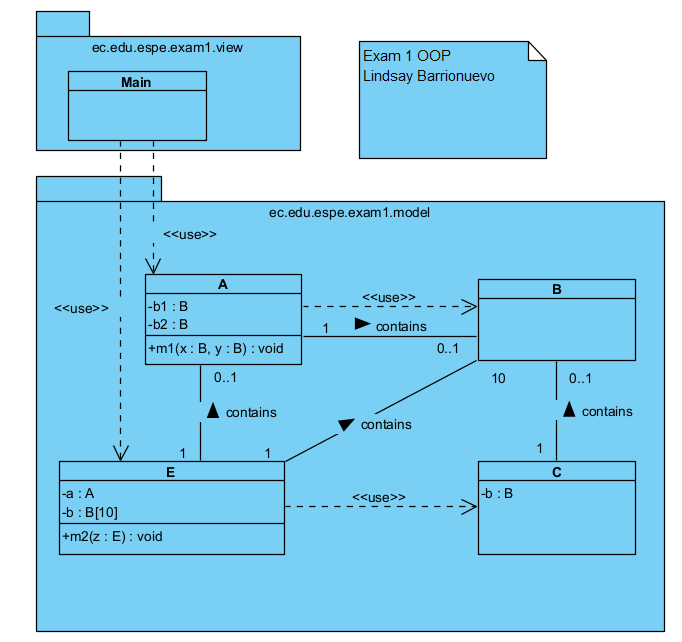 ec.edu.espe.exam1.view
Main
Exam 1 OOP
Lindsay Barrionuevo
ec.edu.espe.exam1.model
<<use>>
<<use>>
A
-b1 : B
-b2 : B
+m1(x : B, y : B) : void
<<use>>
1
contains
0..1
B
0..1
contains
1
10
contains
1
0..1
contains
1
E
-a : A
-b : B[10]
+m2(z : E) : void
<<use>>
C
-b : B